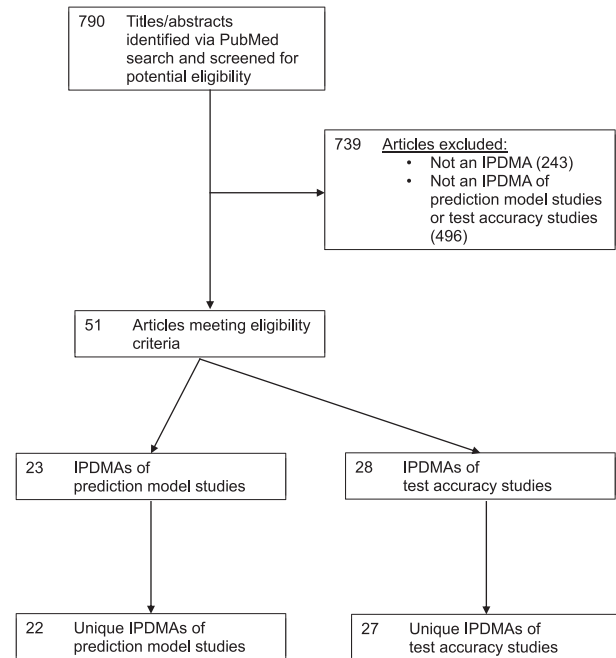 790 Titles/abstracts
identified via PubMed
search and screened for
potential eligibility
739 Articles excluded:
• Not an IPDMA (243)
• Not an IPDMA of
prediction model studies
or test accuracy studies
(496)
51 Articles meeting eligibility
criteria
23 IPDMAs of
prediction model studies
28 IPDMAs of
test accuracy studies
22 Unique IPDMAs of
prediction model studies
27 Unique IPDMAs of
test accuracy studies